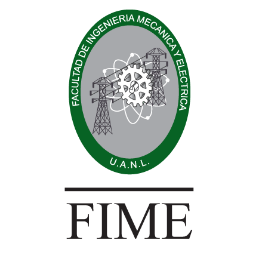 FACULTAD DE INGENIERIA MECANICA Y ELECTRICA
U.A.N.L.
FIME